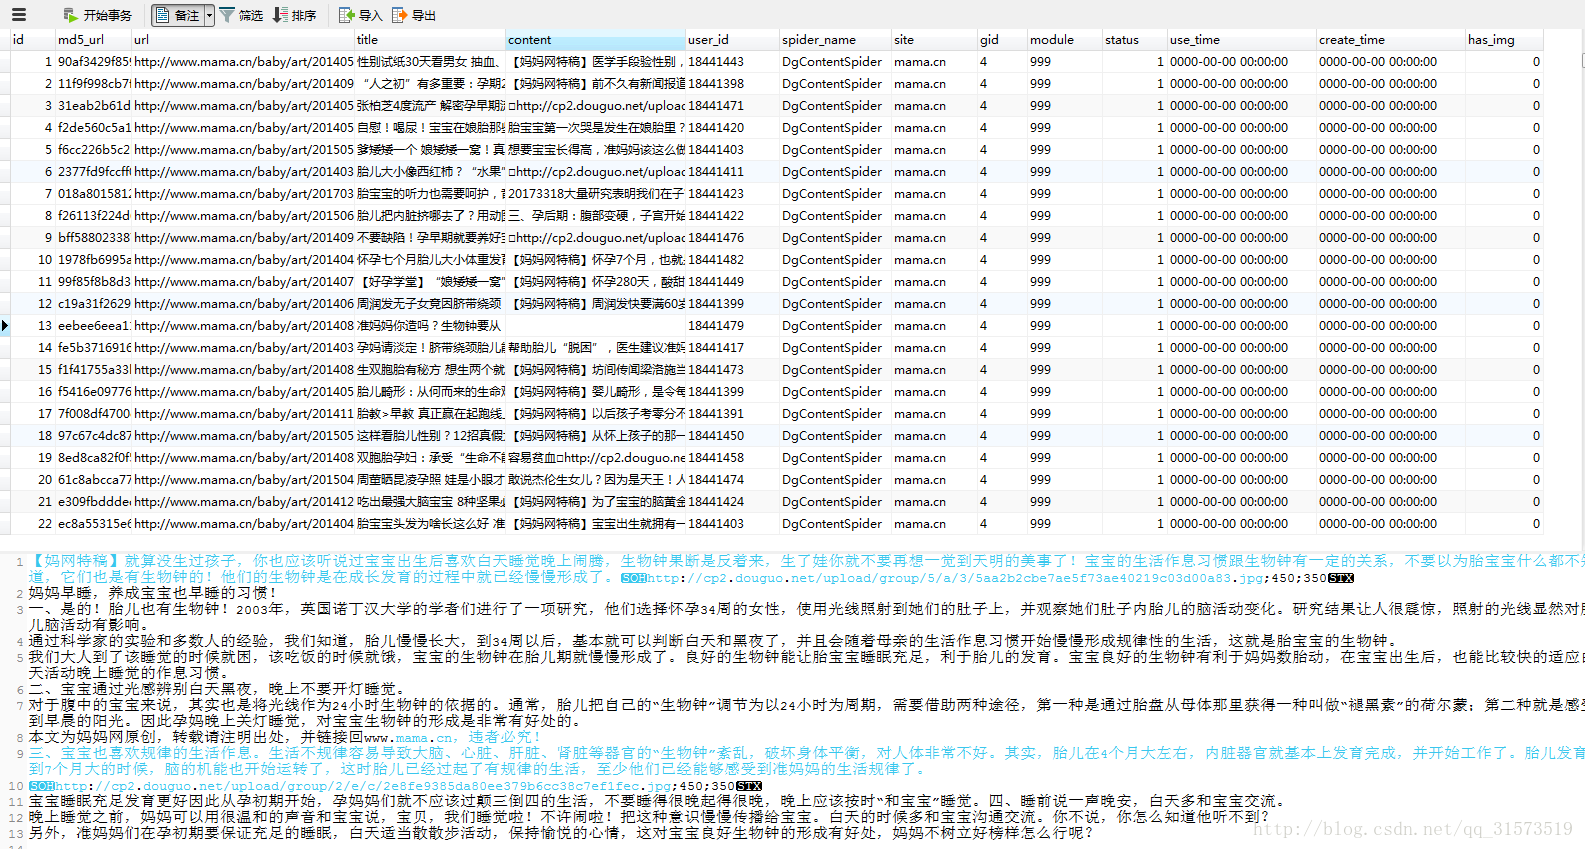 开始事务 备注 筛选 排序 导入 导出
id md5_url url title content user_id spider_name site gid module status use_time create_time has_img
1 90af3429f859 http://www.mama.cn/baby/art/201405 性别试纸30天看男女 抽血、 【妈妈网特稿】医学手段验性别， 18441443 DgContentSpider mama.cn 4 999 1 0000-00-00 00:00:00 0000-00-00 00:00:00 0
2 11f9f998cb7f http://www.mama.cn/baby/art/201409 “人之初”有多重要：孕期2 【妈妈网特稿】前不久有新闻报道 18441398 DgContentSpider mama.cn 4 999 1 0000-00-00 00:00:00 0000-00-00 00:00:00 0
3 31eab2b61d http://www.mama.cn/baby/art/201405 张柏芝4度流产 解密孕早期流 http://cp2.douguo.net/upload 18441471 DgContentSpider mama.cn 4 999 1 0000-00-00 00:00:00 0000-00-00 00:00:00 0
4 f2de560c5a1 http://www.mama.cn/baby/art/201405 自慰！喝尿！宝宝在娘胎那些 胎宝宝第一次哭是发生在娘胎里？ 18441420 DgContentSpider mama.cn 4 999 1 0000-00-00 00:00:00 0000-00-00 00:00:00 0
5 f6cc226b5c2 http://www.mama.cn/baby/art/201505 爹矮矮一个 娘矮矮一窝！真 想要宝宝长得高，准妈妈该这么做 18441403 DgContentSpider mama.cn 4 999 1 0000-00-00 00:00:00 0000-00-00 00:00:00 0
6 2377fd9fccff http://www.mama.cn/baby/art/201403 胎儿大小像西红柿？“水果” http://cp2.douguo.net/upload 18441411 DgContentSpider mama.cn 4 999 1 0000-00-00 00:00:00 0000-00-00 00:00:00 0
7 018a8015812 http://www.mama.cn/baby/art/201703 胎宝宝的听力也需要呵护，音 20173318大量研究表明我们在子 18441423 DgContentSpider mama.cn 4 999 1 0000-00-00 00:00:00 0000-00-00 00:00:00 0
8 f26113f224d http://www.mama.cn/baby/art/201506 胎儿把内脏挤哪去了？用动图 三、孕后期：腹部变硬，子宫开始 18441422 DgContentSpider mama.cn 4 999 1 0000-00-00 00:00:00 0000-00-00 00:00:00 0
9 bff58802338 http://www.mama.cn/baby/art/201409 不要缺陷！孕早期就要养好宝 http://cp2.douguo.net/upload 18441476 DgContentSpider mama.cn 4 999 1 0000-00-00 00:00:00 0000-00-00 00:00:00 0
10 1978fb6995a http://www.mama.cn/baby/art/201404 怀孕七个月胎儿大小体重发育 【妈妈网特稿】怀孕7个月，也就是 18441482 DgContentSpider mama.cn 4 999 1 0000-00-00 00:00:00 0000-00-00 00:00:00 0
11 99f85f8b8d3 http://www.mama.cn/baby/art/201407 【好孕学堂】“娘矮矮一窝” 【妈妈网特稿】怀孕280天，酸甜 18441449 DgContentSpider mama.cn 4 999 1 0000-00-00 00:00:00 0000-00-00 00:00:00 0
12 c19a31f2629 http://www.mama.cn/baby/art/201406 周润发无子女竟因脐带绕颈 【妈妈网特稿】周润发快要满60岁 18441399 DgContentSpider mama.cn 4 999 1 0000-00-00 00:00:00 0000-00-00 00:00:00 0
13 eebee6eea1 http://www.mama.cn/baby/art/201408 准妈妈你造吗？生物钟要从 18441479 DgContentSpider mama.cn 4 999 1 0000-00-00 00:00:00 0000-00-00 00:00:00 0
14 fe5b3716916 http://www.mama.cn/baby/art/201403 孕妈请淡定！脐带绕颈胎儿能 帮助胎儿“脱困”，医生建议准妈 18441417 DgContentSpider mama.cn 4 999 1 0000-00-00 00:00:00 0000-00-00 00:00:00 0
15 f1f41755a33 http://www.mama.cn/baby/art/201408 生双胞胎有秘方 想生两个就 【妈妈网特稿】坊间传闻梁洛施当 18441473 DgContentSpider mama.cn 4 999 1 0000-00-00 00:00:00 0000-00-00 00:00:00 0
16 f5416e09776 http://www.mama.cn/baby/art/201405 胎儿畸形：从何而来的生命难 【妈妈网特稿】婴儿畸形，是令每 18441399 DgContentSpider mama.cn 4 999 1 0000-00-00 00:00:00 0000-00-00 00:00:00 0
17 7f008df4700 http://www.mama.cn/baby/art/201411 胎教>早教 真正赢在起跑线上 【妈妈网特稿】以后孩子考零分不 18441391 DgContentSpider mama.cn 4 999 1 0000-00-00 00:00:00 0000-00-00 00:00:00 0
18 97c67c4dc87 http://www.mama.cn/baby/art/201505 这样看胎儿性别？12招真假 【妈妈网特稿】从怀上孩子的那一 18441450 DgContentSpider mama.cn 4 999 1 0000-00-00 00:00:00 0000-00-00 00:00:00 0
19 8ed8ca82f0f http://www.mama.cn/baby/art/201408 双胞胎孕妇：承受“生命不能 容易贫血http://cp2.douguo.ne 18441458 DgContentSpider mama.cn 4 999 1 0000-00-00 00:00:00 0000-00-00 00:00:00 0
20 61c8abcca77 http://www.mama.cn/baby/art/201504 周董晒昆凌孕照 娃是小眼才 敢说杰伦生女儿？因为是天王！人 18441474 DgContentSpider mama.cn 4 999 1 0000-00-00 00:00:00 0000-00-00 00:00:00 0
21 e309fbddde http://www.mama.cn/baby/art/201412 吃出最强大脑宝宝 8种坚果必 【妈妈网特稿】为了宝宝的脑黄金 18441424 DgContentSpider mama.cn 4 999 1 0000-00-00 00:00:00 0000-00-00 00:00:00 0
22 ec8a55315e6 http://www.mama.cn/baby/art/201404 胎宝宝头发为啥长这么好 准 【妈妈网特稿】宝宝出生就拥有一 18441403 DgContentSpider mama.cn 4 999 1 0000-00-00 00:00:00 0000-00-00 00:00:00 0
1 【妈网特稿】就算没生过孩子，你也应该听说过宝宝出生后喜欢白天睡觉晚上闹腾，生物钟果断是反着来，生了娃你就不要再想一觉到天明的美事了！宝宝的生活作息习惯跟生物钟有一定的关系，不要以为胎宝宝什么都不知
道，它们也是有生物钟的！他们的生物钟是在成长发育的过程中就已经慢慢形成了。SOHhttp://cp2.douguo.net/upload/group/5/a/3/5aa2b2cbe7ae5f73ae40219c03d00a83.jpg;450;350STX
2 妈妈早睡，养成宝宝也早睡的习惯！
3 一、是的！胎儿也有生物钟！2003年，英国诺丁汉大学的学者们进行了一项研究，他们选择怀孕34周的女性，使用光线照射到她们的肚子上，并观察她们肚子内胎儿的脑活动变化。研究结果让人很震惊，照射的光线显然对胎
儿脑活动有影响。
4 通过科学家的实验和多数人的经验，我们知道，胎儿慢慢长大，到34周以后，基本就可以判断白天和黑夜了，并且会随着母亲的生活作息习惯开始慢慢形成规律性的生活，这就是胎宝宝的生物钟。
5 我们大人到了该睡觉的时候就困，该吃饭的时候就饿，宝宝的生物钟在胎儿期就慢慢形成了。良好的生物钟能让胎宝宝睡眠充足，利于胎儿的发育。宝宝良好的生物钟有利于妈妈数胎动，在宝宝出生后，也能比较快的适应白
天活动晚上睡觉的作息习惯。
6 二、宝宝通过光感辨别白天黑夜，晚上不要开灯睡觉。
7 对于腹中的宝宝来说，其实也是将光线作为24小时生物钟的依据的。通常，胎儿把自己的“生物钟”调节为以24小时为周期，需要借助两种途径，第一种是通过胎盘从母体那里获得一种叫做“褪黑素”的荷尔蒙；第二种就是感受
到早晨的阳光。因此孕妈晚上关灯睡觉，对宝宝生物钟的形成是非常有好处的。
8 本文为妈妈网原创，转载请注明出处，并链接回www.mama.cn，违者必究！
9 三、宝宝也喜欢规律的生活作息。生活不规律容易导致大脑、心脏、肝脏、肾脏等器官的“生物钟”紊乱，破坏身体平衡，对人体非常不好。其实，胎儿在4个月大左右，内脏器官就基本上发育完成，并开始工作了。胎儿发育
到7个月大的时候，脑的机能也开始运转了，这时胎儿已经过起了有规律的生活，至少他们已经能够感受到准妈妈的生活规律了。
10 SOHhttp://cp2.douguo.net/upload/group/2/e/c/2e8fe9385da80ee379b6cc38c7ef1fec.jpg;450;350STX
11 宝宝睡眠充足发育更好因此从孕初期开始，孕妈妈们就不应该过颠三倒四的生活，不要睡得很晚起得很晚，晚上应该按时“和宝宝”睡觉。四、睡前说一声晚安，白天多和宝宝交流。
12 晚上睡觉之前，妈妈可以用很温和的声音和宝宝说，宝贝，我们睡觉啦！不许闹啦！把这种意识慢慢传播给宝宝。白天的时候多和宝宝沟通交流。你不说，你怎么知道他听不到？
13 另外，准妈妈们在孕初期要保证充足的睡眠，白天适当散散步活动，保持愉悦的心情，这对宝宝良好生物钟的形成有好处，妈妈不树立好榜样怎么行呢？
14
http://blog.csdn.net/qq_31573519